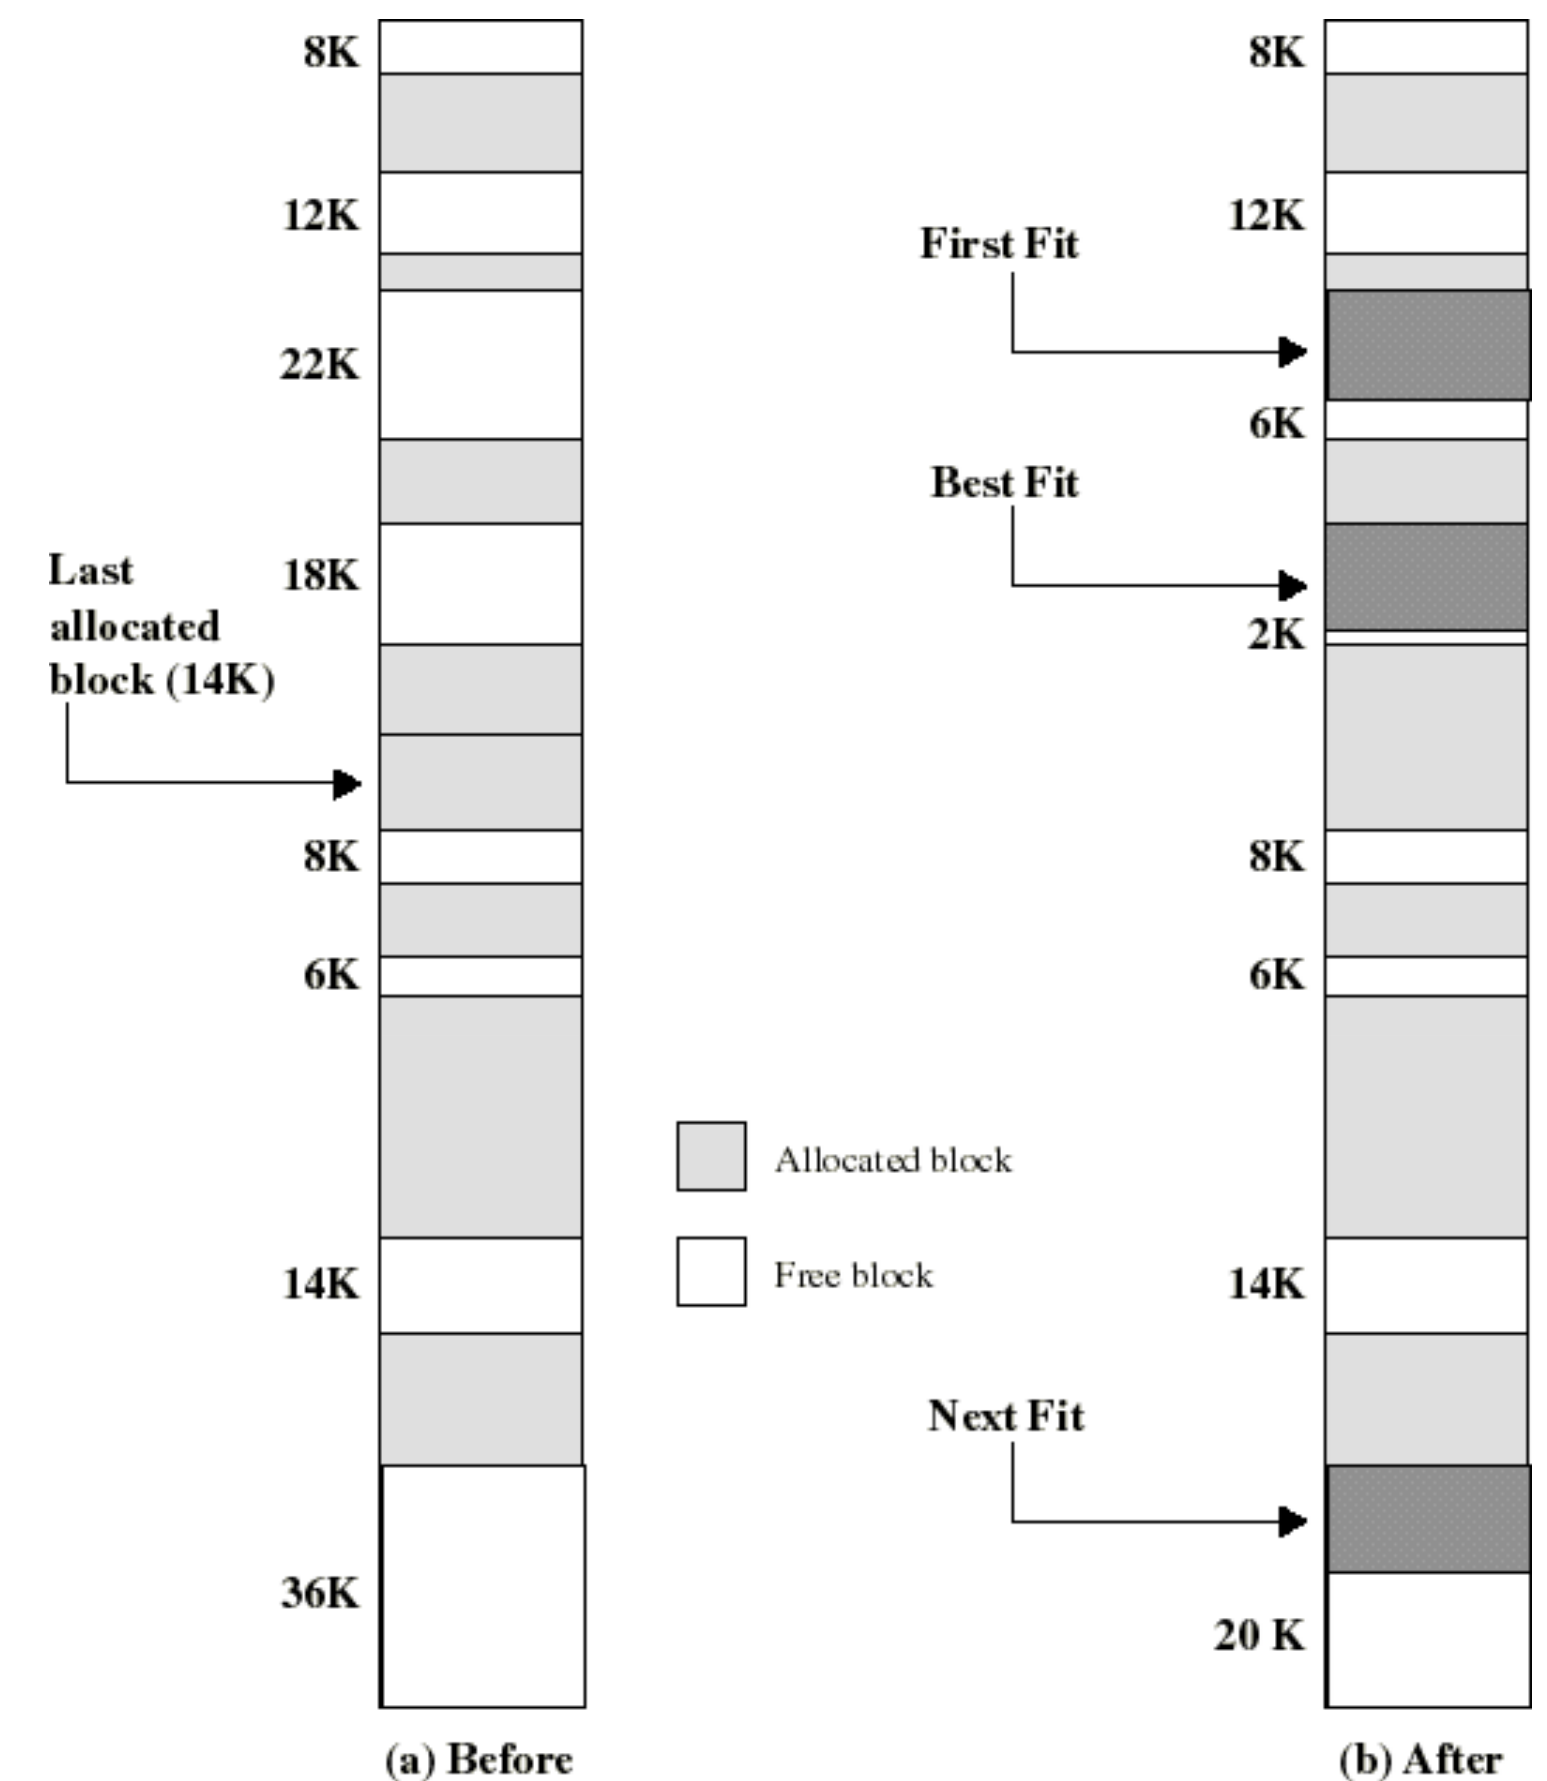 8K
12K
22K
18K
Last
allocated
block (14K)
8K
6K
14K
36K
(a) Before
Allocated block
Free block
8K
12K
First Fit
6K
Best Fit
2K
8K
6K
14K
Next Fit
20 K
(b) After